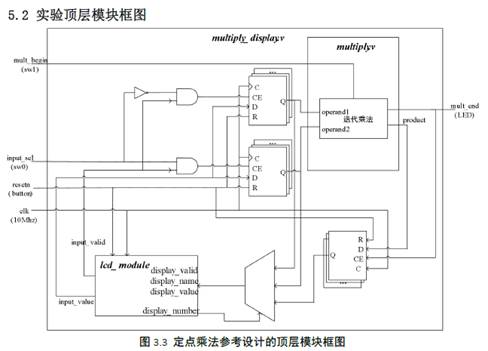 5.2 实验顶层模块框图
multiply_display.v
multiply.v
mult_begin
(sw1)
C
CE
D
R
Q
operand1
operand2
迭代乘法
product
mult_end
(LED)
input_sel
(sw0)
C
CE
D
R
Q
resetn
(button)
clk
(10Mhz)
input_valid
input_value
lcd_module
display_valid
display_name
display_value
display_number
R
D
CE
C
Q
图 3.3 定点乘法参考设计的顶层模块框图